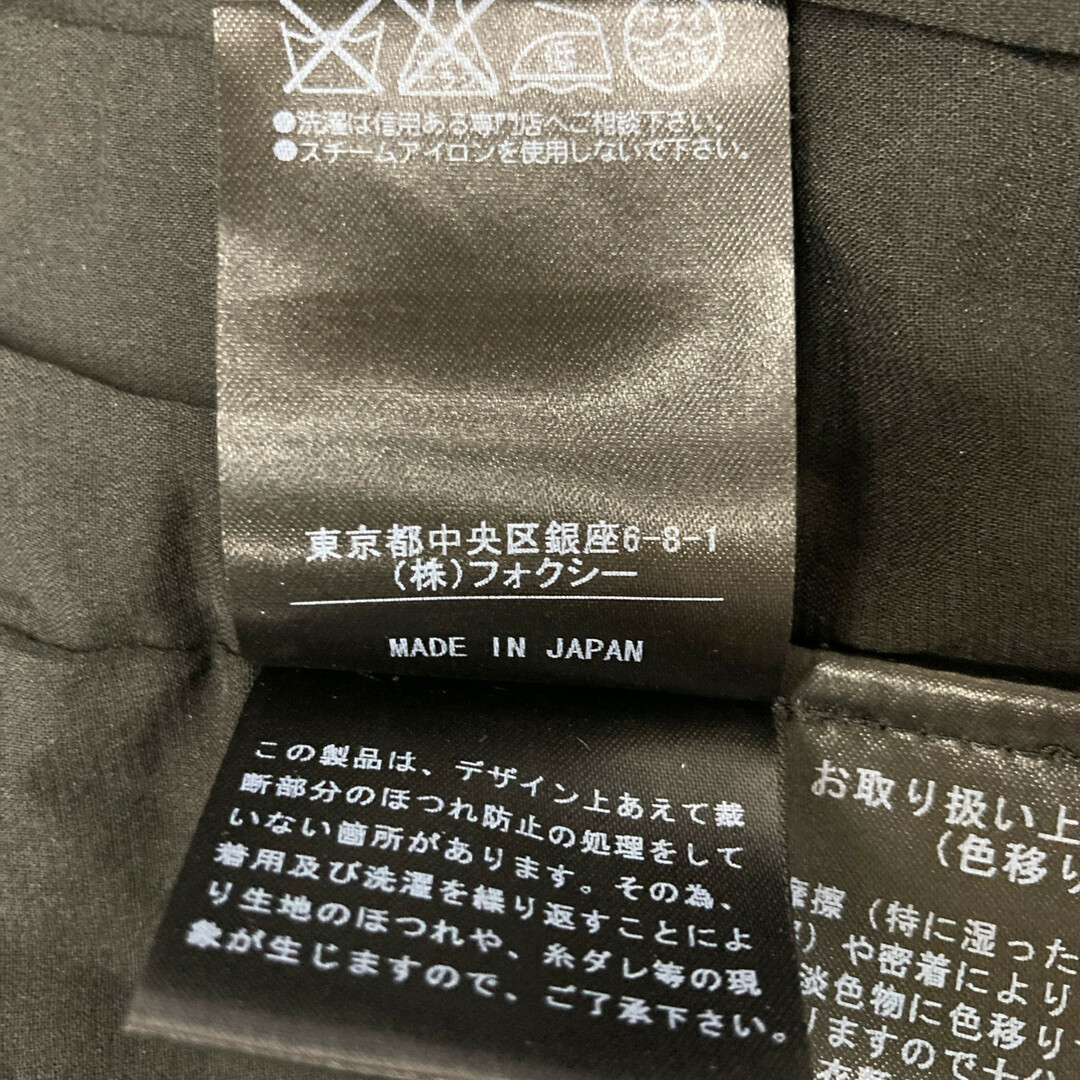 低
ドライ
●洗濯は信用ある専門店へご相談下さい。
●スチームアイロンを使用しないで下さい。
東京都中央区銀座6-8-1
(株)フォクシー
MADE IN JAPAN
この製品は、デザイン上あえて裁
断部分のほつれ防止の処理をして
いない箇所があります。その為、
着用及び洗濯を繰り返すことによ
り生地のほつれや、糸ダレ等の現
象が生じますので、ご了承下さい。
お取り扱い上
(色移り
摩擦(特に湿った
)や密着により
淡色物に色移り
りますので十分